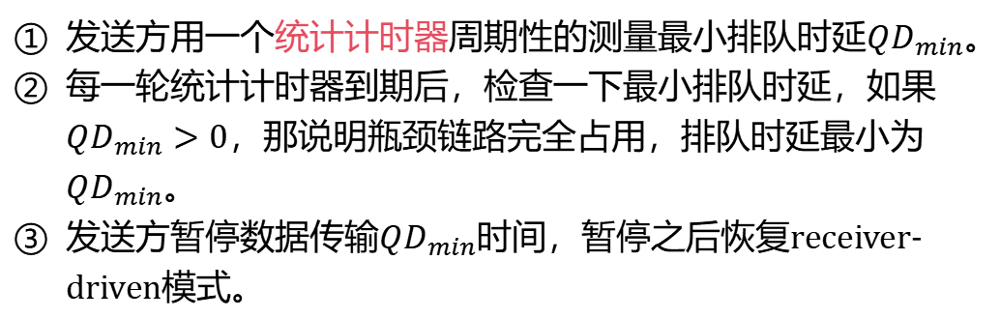 ① 发送方用一个统计计时器周期性的测量最小排队时延QDmin。
② 每一轮统计计时器到期后，检查一下最小排队时延，如果
QDmin > 0，那说明瓶颈链路完全占用，排队时延最小为
QDmin。
③ 发送方暂停数据传输QDmin时间，暂停之后恢复receiver-
driven模式。